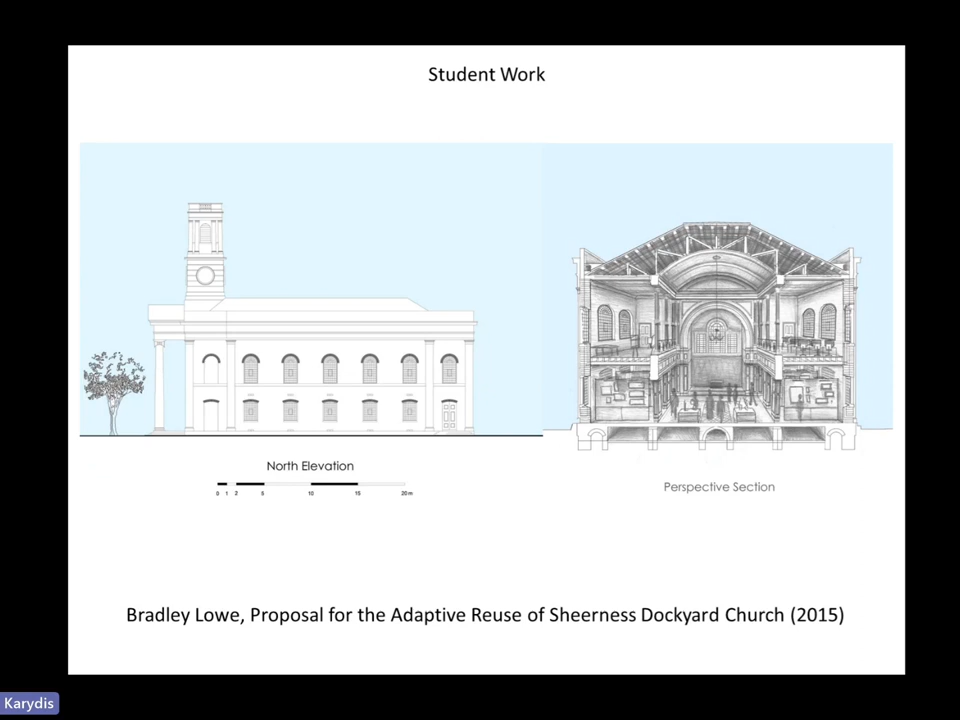 Student Work
North Elevation
0 1 2 5 10 15 20 m
Perspective Section
Bradley Lowe, Proposal for the Adaptive Reuse of Sheerness Dockyard Church (2015)
Karydis